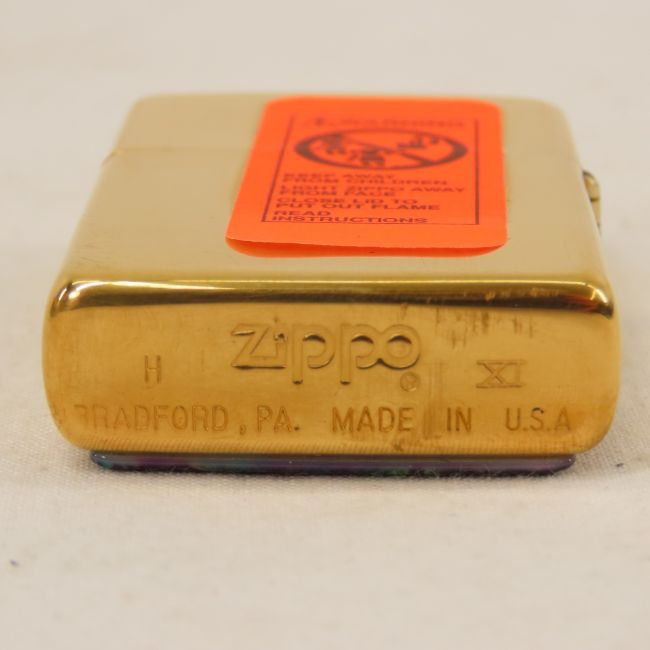 WARNING
KEEP AWAY
FROM CHILDREN
LIGHT ZIPPO AWAY
FROM FACE
CLOSE LID TO
PUT OUT FLAME
READ
INSTRUCTIONS
zippo
H XI
BRADFORD, PA. MADE IN U.S.A